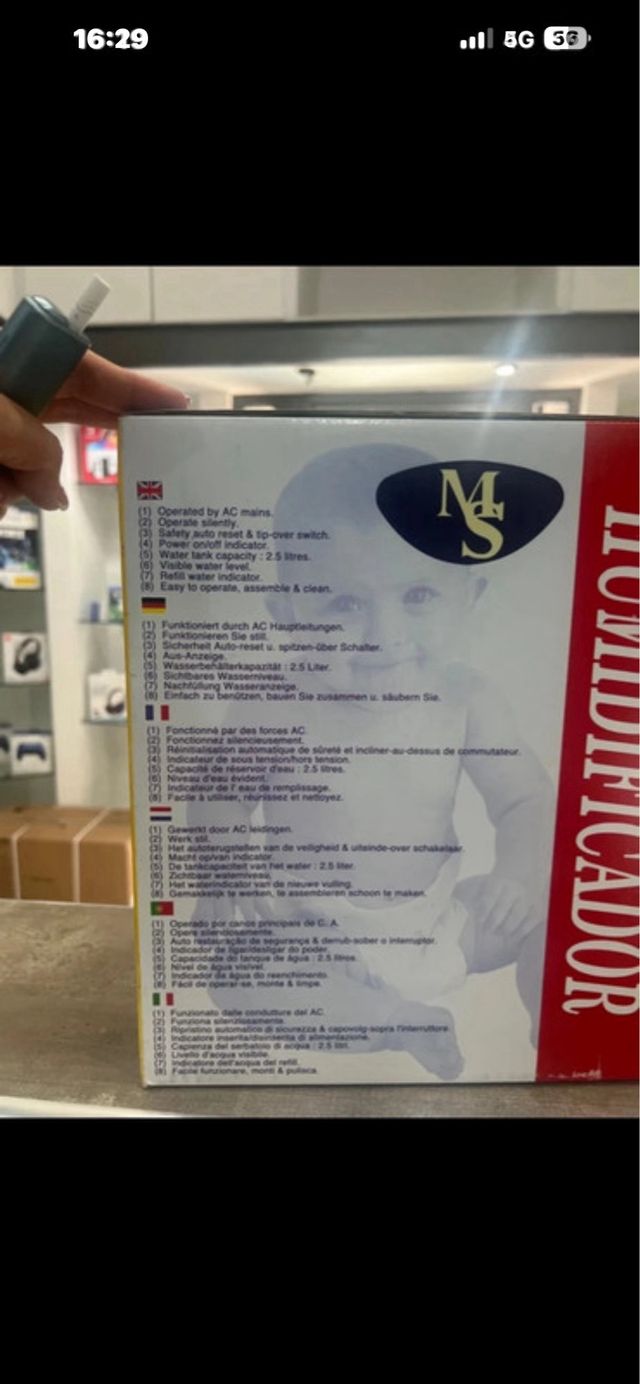 16:29
5G
MS
(1) Operated by AC mains.
(2) Operate silently.
(3) Safety auto reset & tip-over switch.
(4) Power on/off indicator.
(5) Water tank capacity : 2.5 litres.
(6) Visible water level.
(7) Refill water indicator.
(8) Easy to operate, assemble & clean.
(1) Funktioniert durch AC Hauptleitungen.
(2) Funktionieren Sie still.
(3) Sicherheit Auto-reset u. spitzen-über Schalter.
(4) Aus-Anzeige.
(5) Wasserbehälterkapazität : 2.5 Liter.
(6) Sichtbares Wasserniveau.
(7) Nachfüllung Wasseranzeige.
(8) Einfach zu benützen, bauen Sie zusammen u. säubern Sie.
(1) Fonctionné par des forces AC.
(2) Fonctionnez silencieusement.
(3) Réinitialisation automatique de sûreté et incliner-au-dessus de commutateur.
(4) Indicateur de sous tension/hors tension.
(5) Capacité de réservoir d'eau : 2.5 litres.
(6) Niveau d'eau évident.
(7) Indicateur de l' eau de remplissage.
(8) Facile à utiliser, réunissez et nettoyez.
(1) Gewerkt door AC leidingen.
(2) Werk stil.
(3) Het autoterugstellen van de veiligheid & uiteinde-over schakelaar.
(4) Macht op/van indicator.
(5) De tankcapaciteit van het water : 2.5 liter.
(6) Zichtbaar waterniveau.
(7) Het waterindicator van de nieuwe vulling.
(8) Gemakkelijk te werken, te assembleren schoon te maken.
(1) Operado por canos principais de C. A.
(2) Opere silenciosamente.
(3) Auto restauração de segurança & derrub-sober o interruptor.
(4) Indicador de ligar/desligar do poder.
(5) Capacidade do tanque de água : 2.5 litros.
(6) Nível de água visível.
(7) Indicador da água do reenchimento.
(8) Fácil de operar-se, monte & limpe.
(1) Funzionato dalle condutture del AC.
(2) Funziona silenziosamente.
(3) Ripristino automatico di sicurezza & capovolg-sopra l'interruttore.
(4) Indicatore inserita/disinserita di alimentazione.
(5) Capienza del serbatoio di acqua : 2.5 litri.
(6) Livello d'acqua visibile.
(7) Indicatore dell'acqua del refill.
(8) Facile funzionare, monti & pulisca.
HUMIDIFICADOR